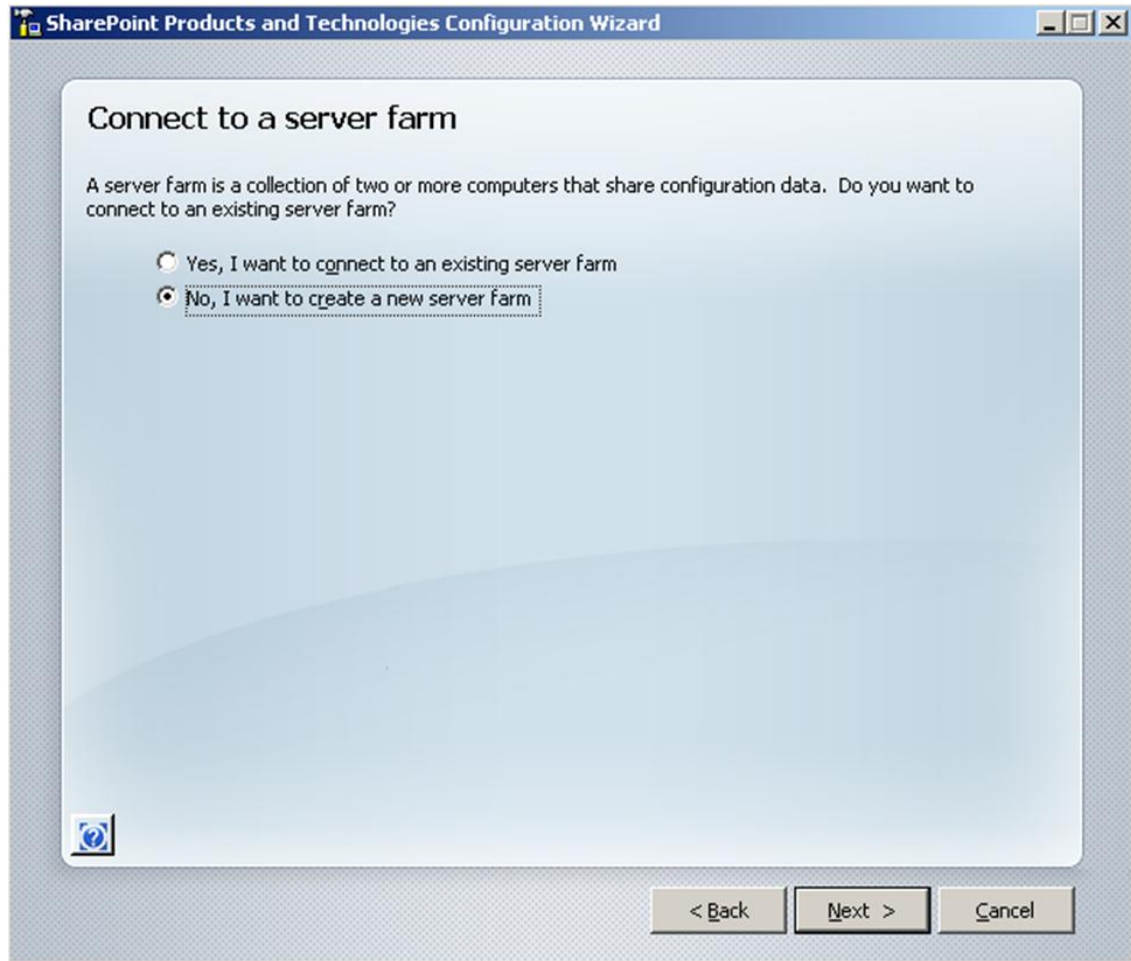 SharePoint Products and Technologies Configuration Wizard
Connect to a server farm
A server farm is a collection of two or more computers that share configuration data.  Do you want to
connect to an existing server farm?
Yes, I want to connect to an existing server farm
No, I want to create a new server farm
< Back
Next >
Cancel